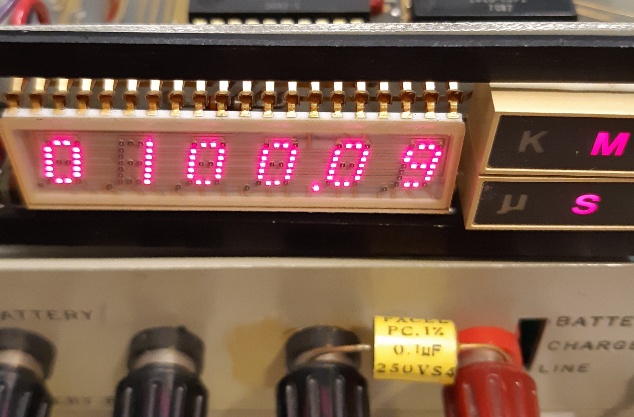 0100.09
K M
µ S
BATTERY
PC.1%
0.1µF
250VS
BATTE
CHARGE
LINE